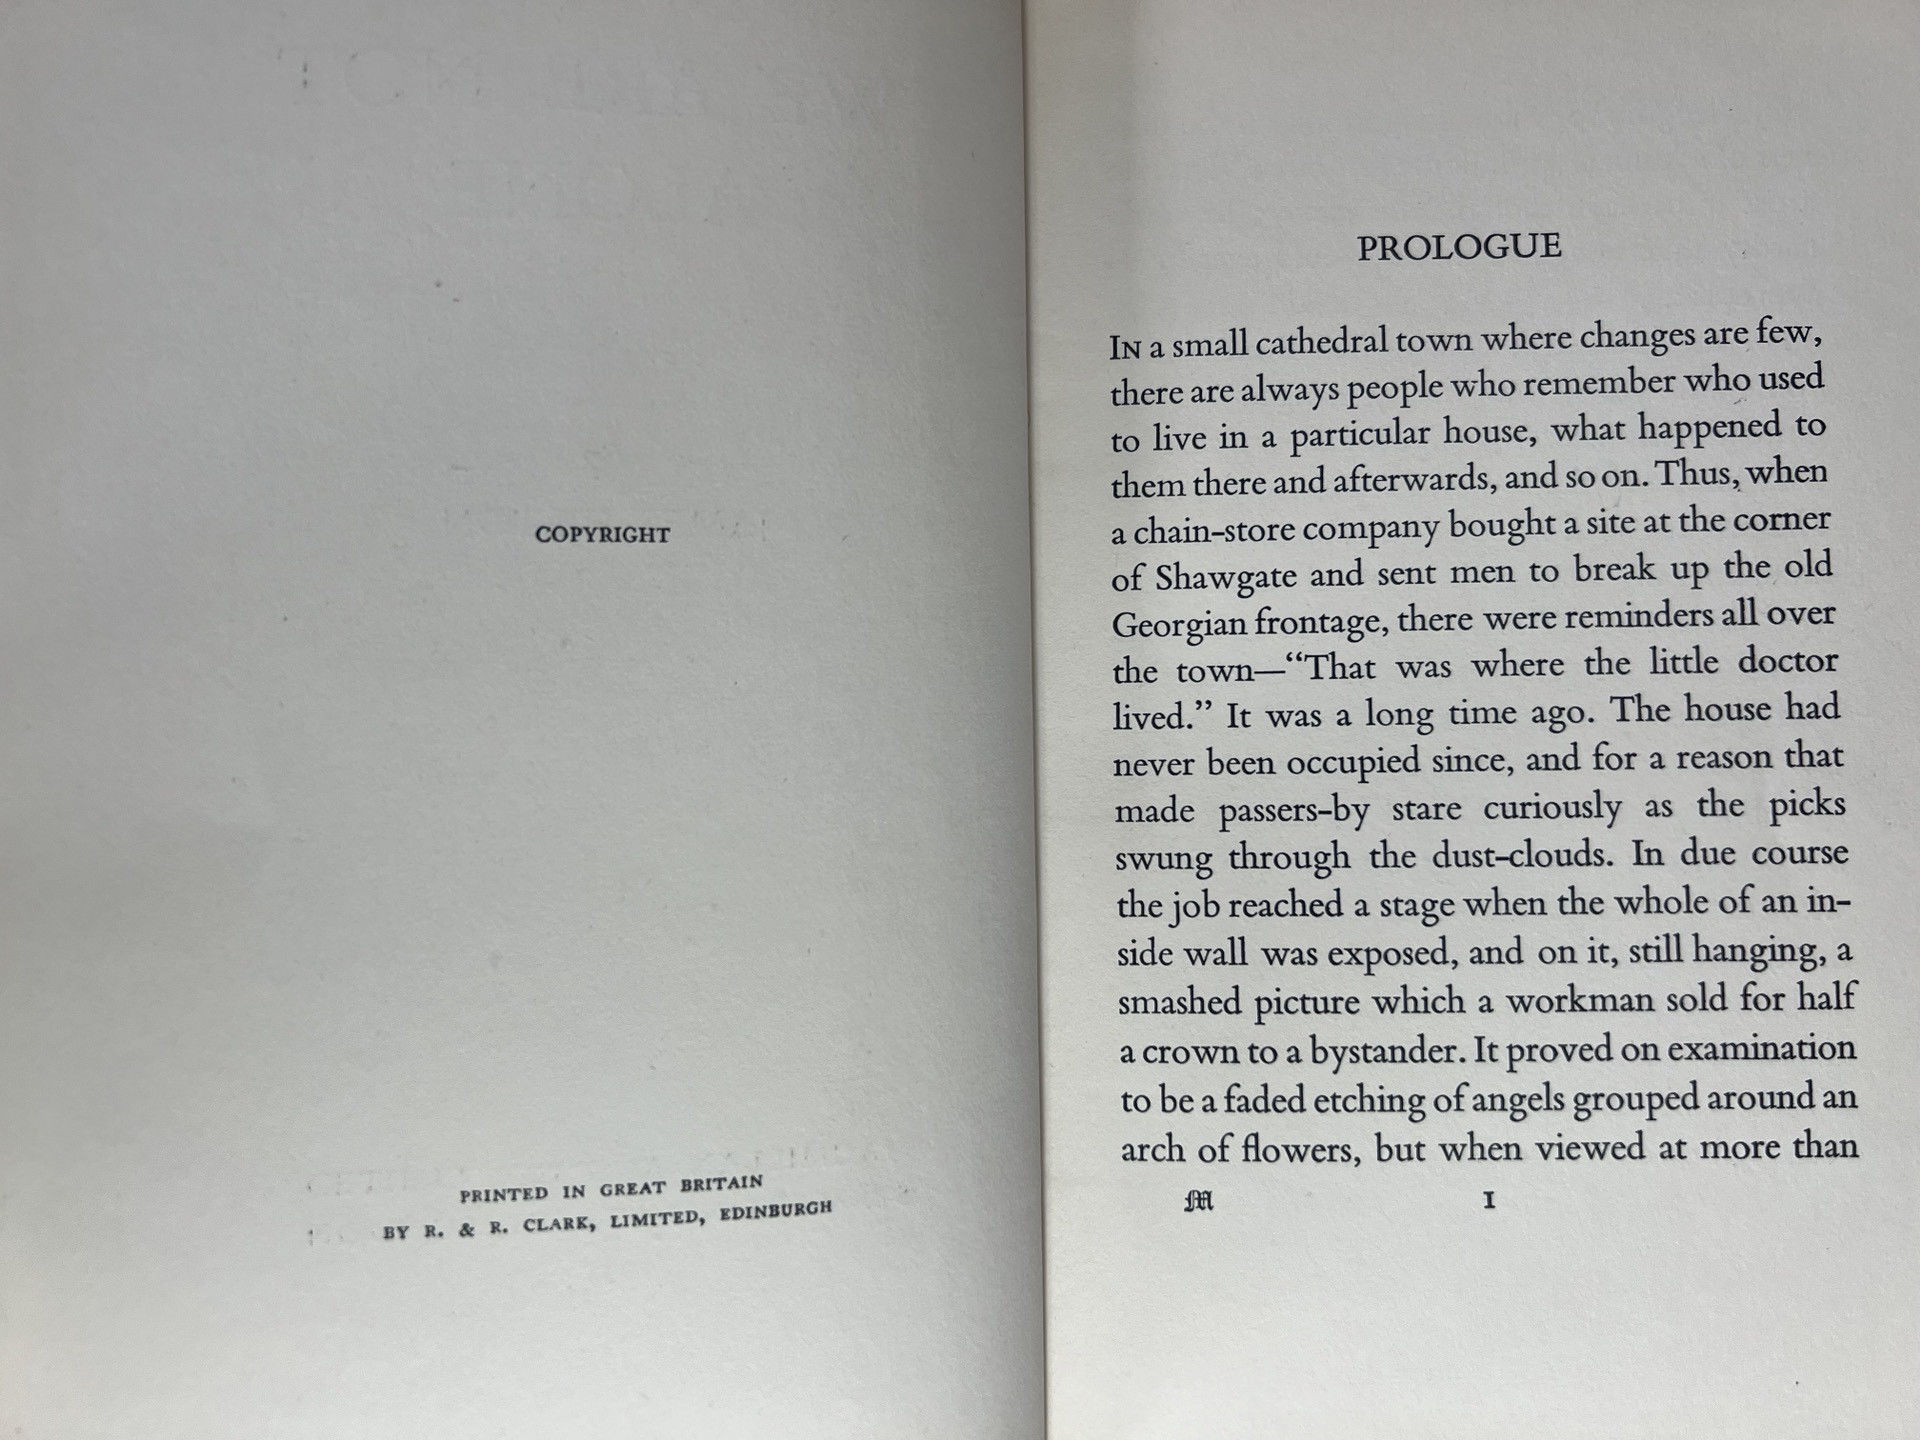 COPYRIGHT
PRINTED IN GREAT BRITAIN
BY R. & R. CLARK, LIMITED, EDINBURGH
PROLOGUE
IN a small cathedral town where changes are few,
there are always people who remember who used
to live in a particular house, what happened to
them there and afterwards, and so on. Thus, when
a chain-store company bought a site at the corner
of Shawgate and sent men to break up the old
Georgian frontage, there were reminders all over
the town—“That was where the little doctor
lived.” It was a long time ago. The house had
never been occupied since, and for a reason that
made passers-by stare curiously as the picks
swung through the dust-clouds. In due course
the job reached a stage when the whole of an in-
side wall was exposed, and on it, still hanging, a
smashed picture which a workman sold for half
a crown to a bystander. It proved on examination
to be a faded etching of angels grouped around an
arch of flowers, but when viewed at more than
M 1